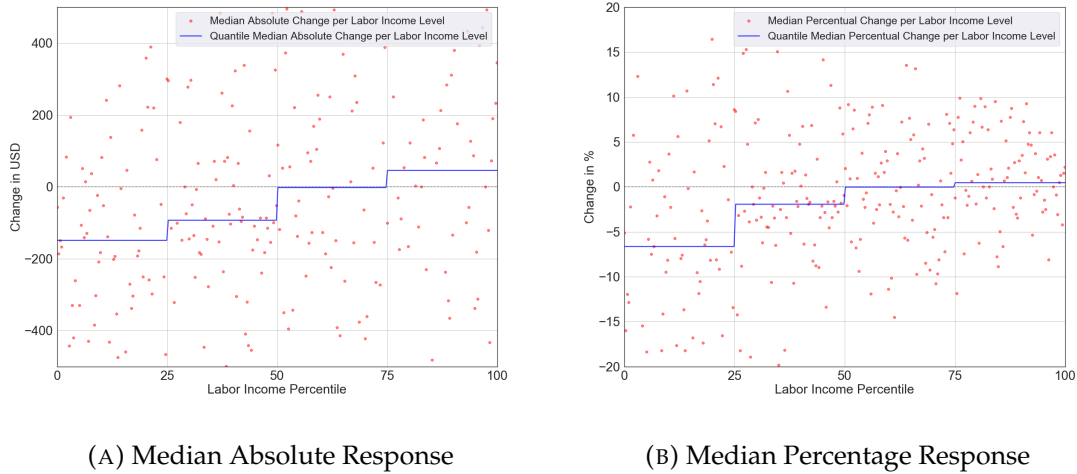 Median Absolute Change per Labor Income Level
Quantile Median Absolute Change per Labor Income Level
400
200
0
−200
−400
Change in USD
0
25
50
75
100
Labor Income Percentile
(A) Median Absolute Response
Median Percentual Change per Labor Income Level
Quantile Median Percentual Change per Labor Income Level
20
15
10
5
0
−5
−10
−15
−20
Change in %
0
25
50
75
100
Labor Income Percentile
(B) Median Percentage Response